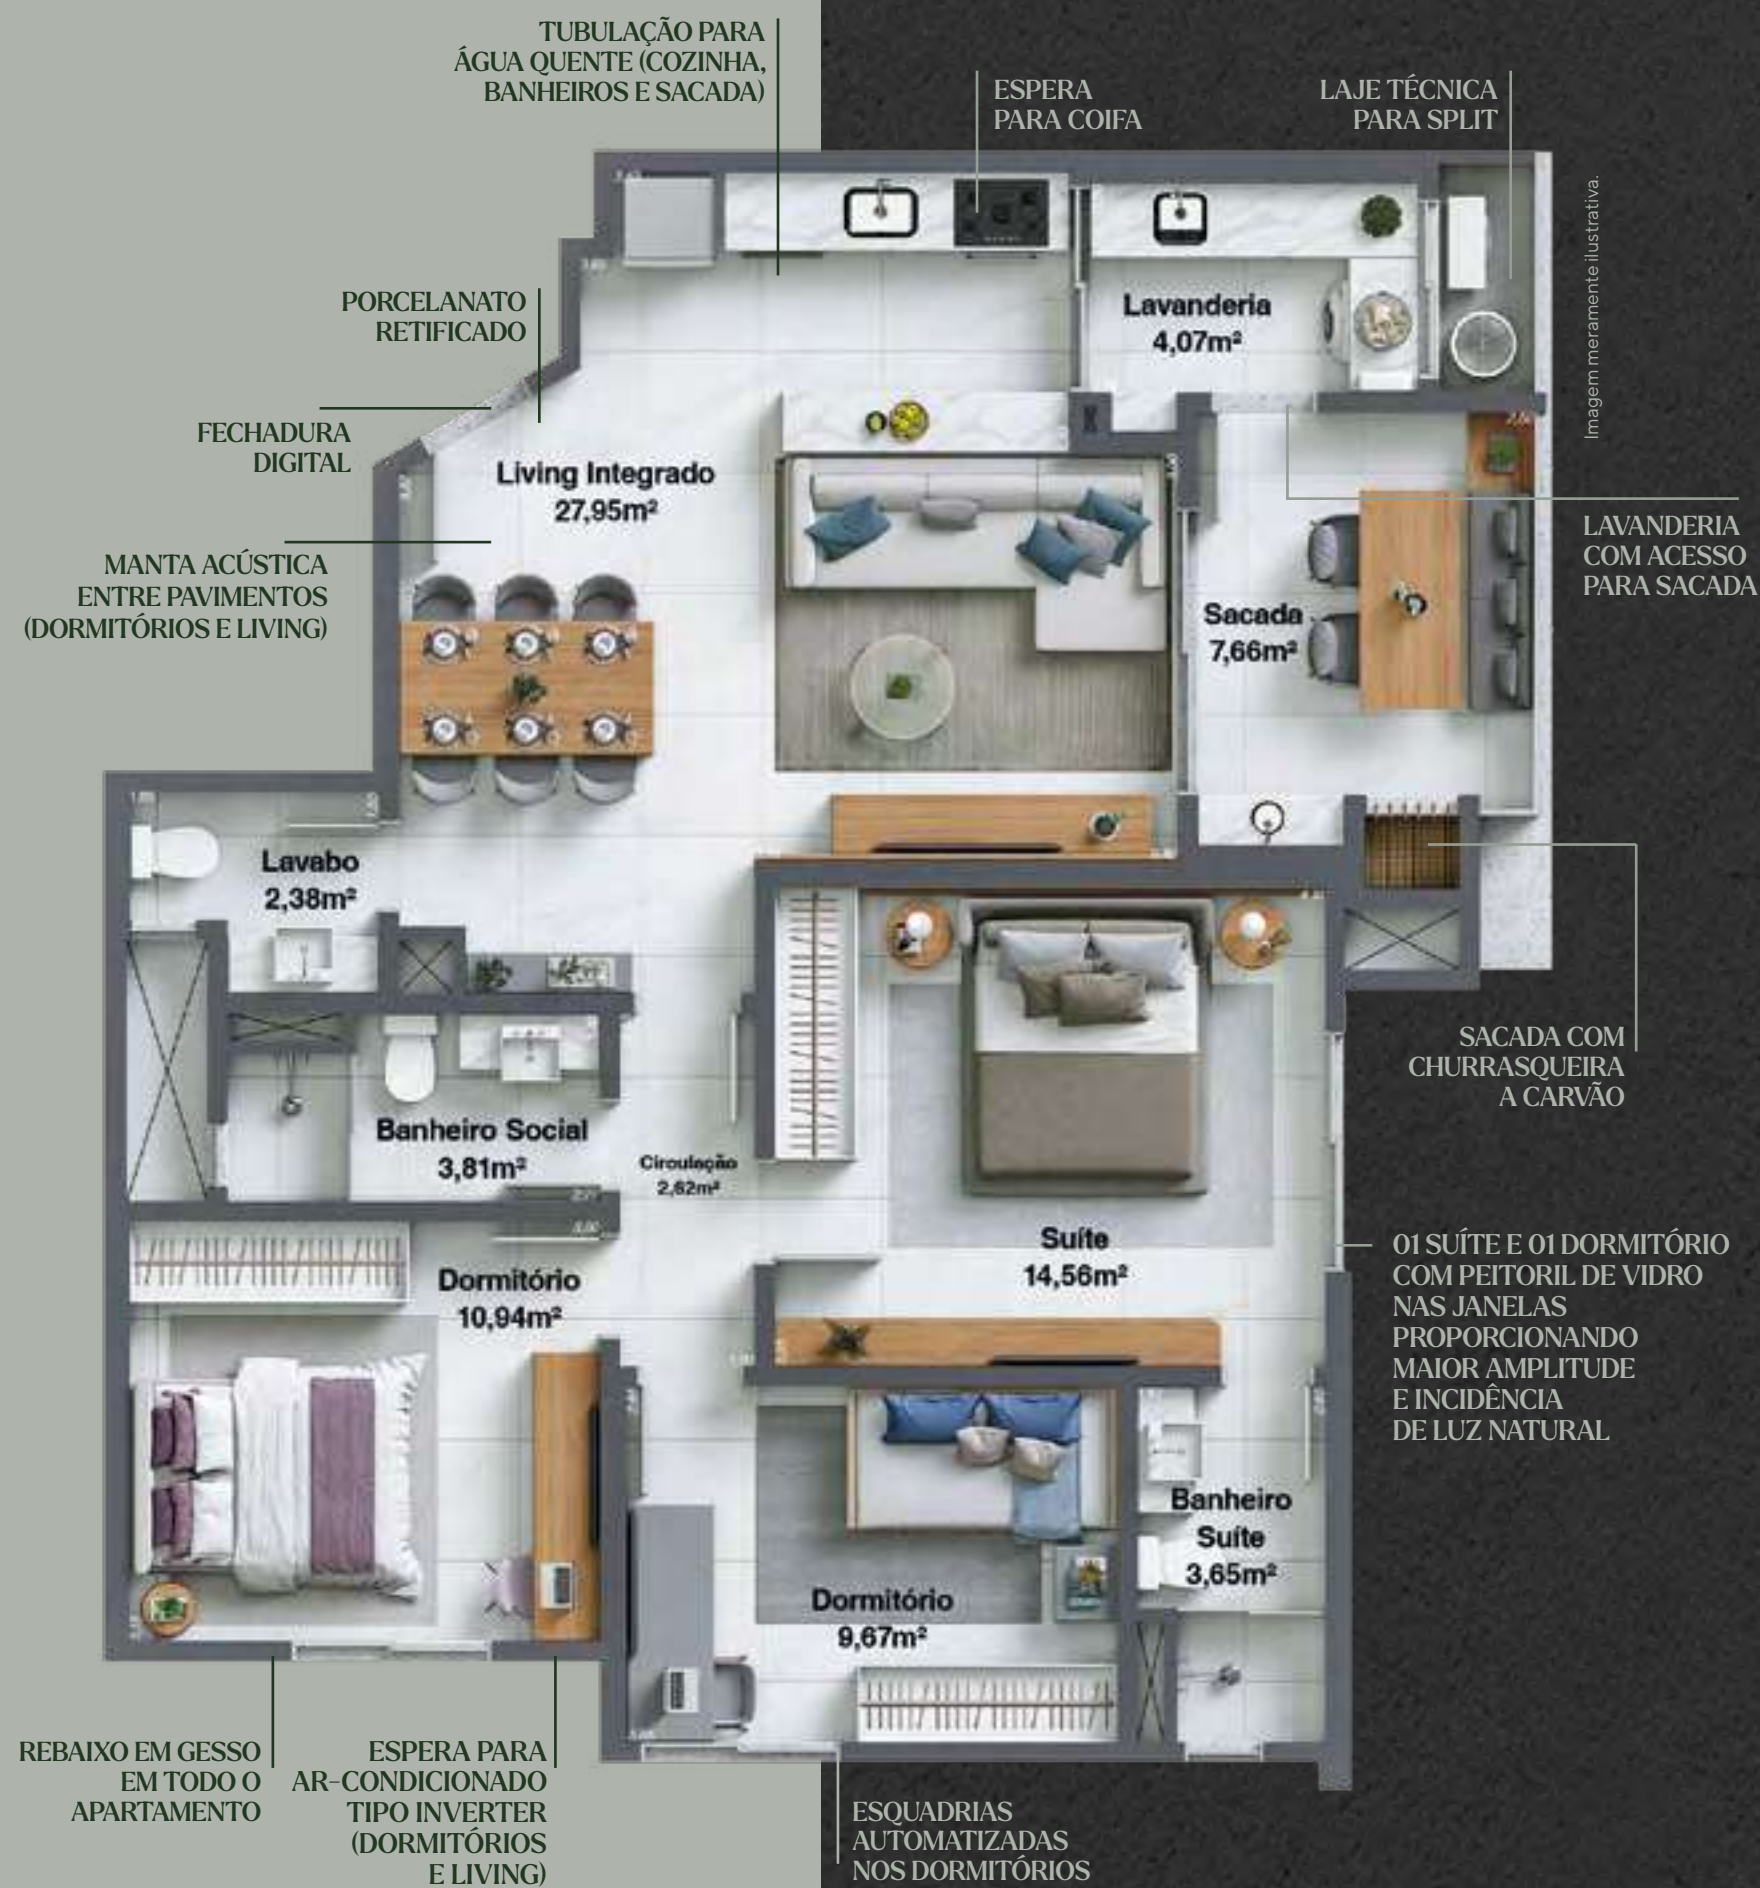 TUBULAÇÃO PARA
ÁGUA QUENTE (COZINHA,
BANHEIROS E SACADA)
ESPERA
PARA COIFA
LAJE TÉCNICA
PARA SPLIT
Imagem meramente ilustrativa.
PORCELANATO
RETIFICADO
Lavanderia
4,07m²
FECHADURA
DIGITAL
Living Integrado
27,95m²
LAVANDERIA
COM ACESSO
PARA SACADA
MANTA ACÚSTICA
ENTRE PAVIMENTOS
(DORMITÓRIOS E LIVING)
Sacada
7,66m²
Lavabo
2,38m²
SACADA COM
CHURRASQUEIRA
A CARVÃO
Banheiro Social
3,81m²
Circulação
2,62m²
Suíte
14,56m²
01 SUÍTE E 01 DORMITÓRIO
COM PEITORIL DE VIDRO
NAS JANELAS
PROPORCIONANDO
MAIOR AMPLITUDE
E INCIDÊNCIA
DE LUZ NATURAL
Dormitório
10,94m²
Banheiro
Suíte
3,65m²
Dormitório
9,67m²
REBAIXO EM GESSO
EM TODO O
APARTAMENTO
ESPERA PARA
AR-CONDICIONADO
TIPO INVERTER
(DORMITÓRIOS
E LIVING)
ESQUADRIAS
AUTOMATIZADAS
NOS DORMITÓRIOS